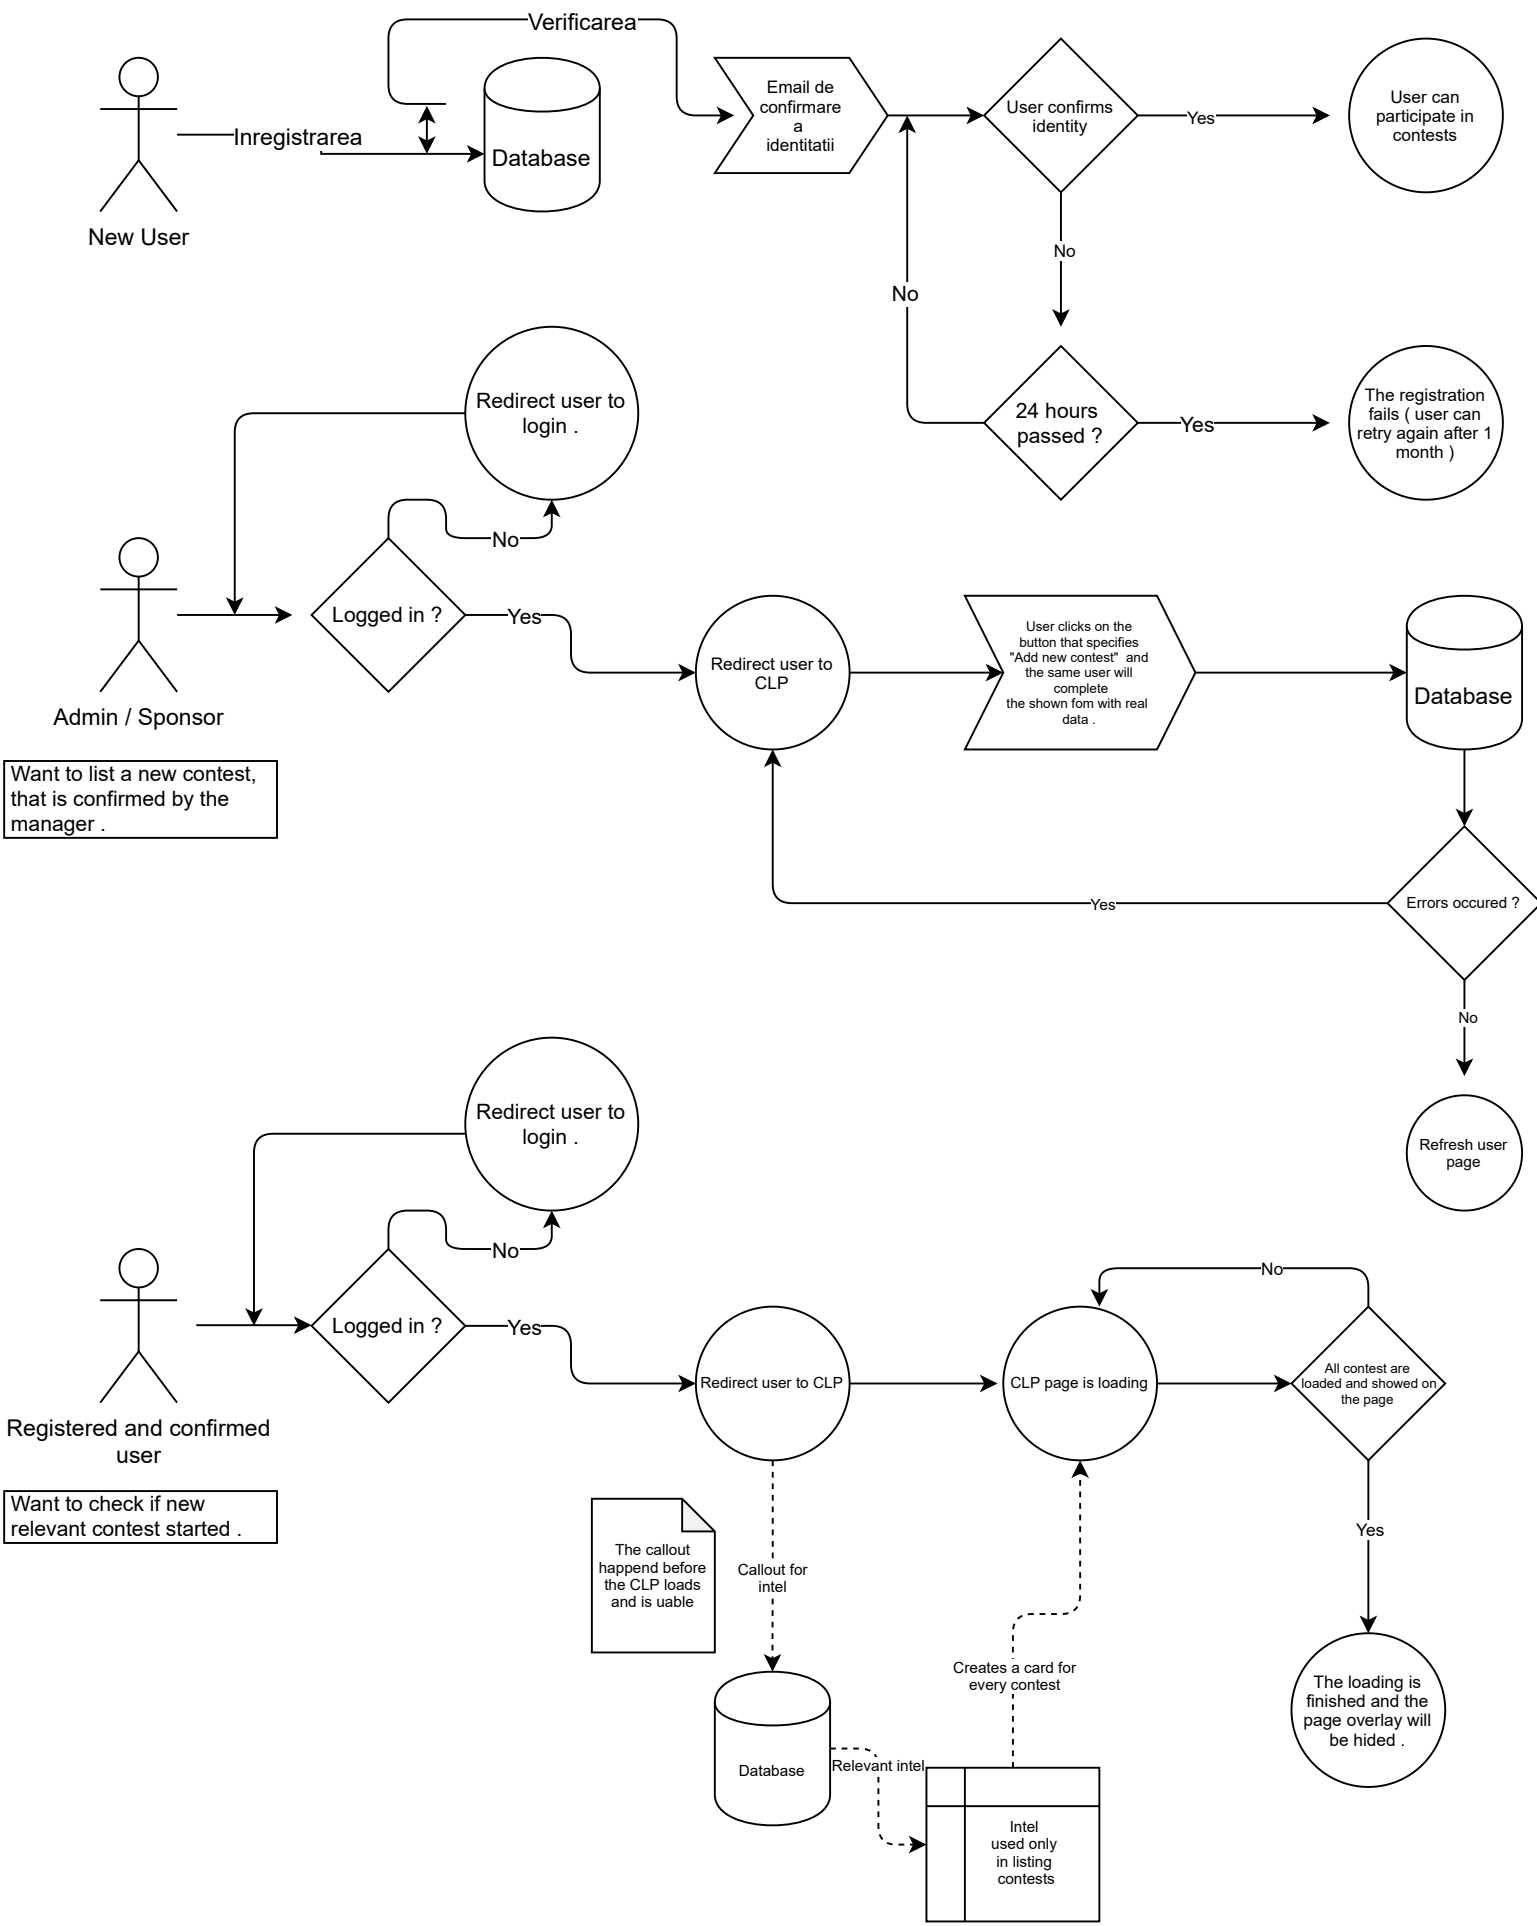 Verificarea
Inregistrarea
Database
New User
Email de
confirmare
a
identitatii
User confirms
identity
Yes
User can
participate in
contests
No
No
24 hours
passed ?
Yes
The registration
fails ( user can
retry again after 1
month )
Redirect user to
login .
No
Logged in ?
Yes
Admin / Sponsor
Want to list a new contest,
that is confirmed by the
manager .
Redirect user to
CLP
User clicks on the
button that specifies
"Add new contest" and
the same user will
complete
the shown fom with real
data .
Database
Errors occured ?
Yes
No
Refresh user
page
Redirect user to
login .
No
Logged in ?
Yes
Registered and confirmed
user
Want to check if new
relevant contest started .
Redirect user to CLP
CLP page is loading
No
All contest are
loaded and showed on
the page
Yes
The callout
happend before
the CLP loads
and is uable
Callout for
intel
Database
Relevant intel
Creates a card for
every contest
Intel
used only
in listing
contests
The loading is
finished and the
page overlay will
be hided .